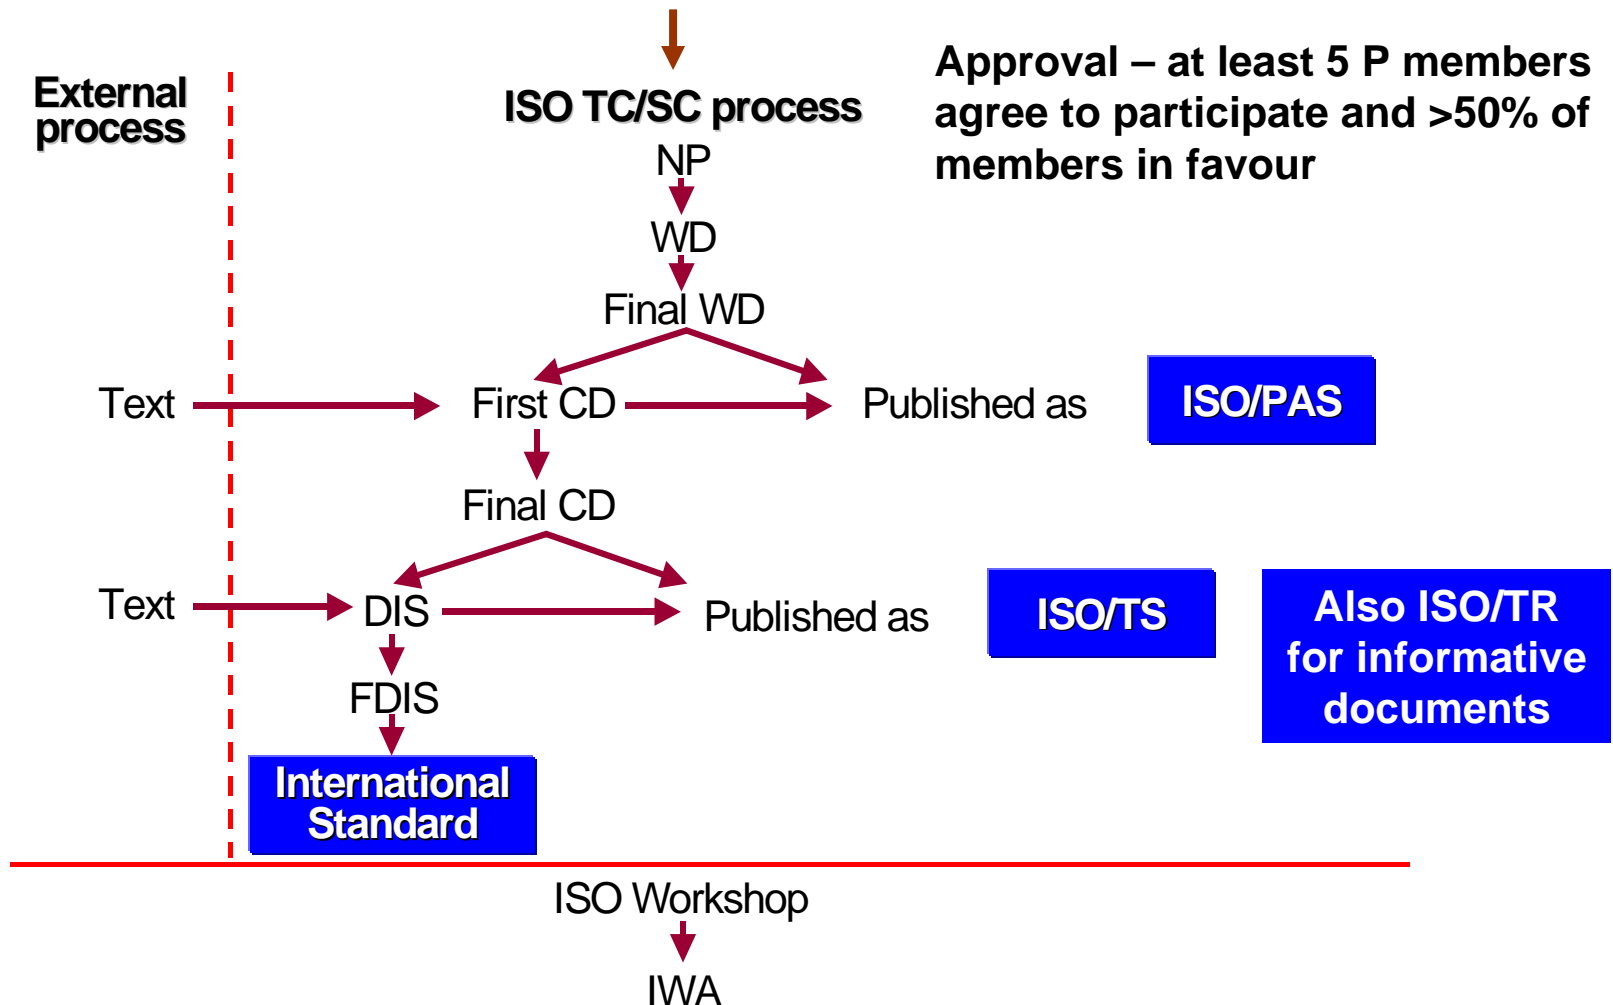 External
process
ISO TC/SC process
Approval – at least 5 P members
agree to participate and >50% of
members in favour
NP
WD
Final WD
Text
First CD
Published as
ISO/PAS
Final CD
Text
DIS
Published as
ISO/TS
Also ISO/TR
for informative
documents
FDIS
International
Standard
ISO Workshop
IWA